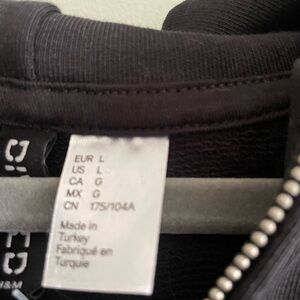 EUR L
US L
CA G
MX G
CN 175/104A
Made in
Turkey
Fabriqué en
Turquie
H&M